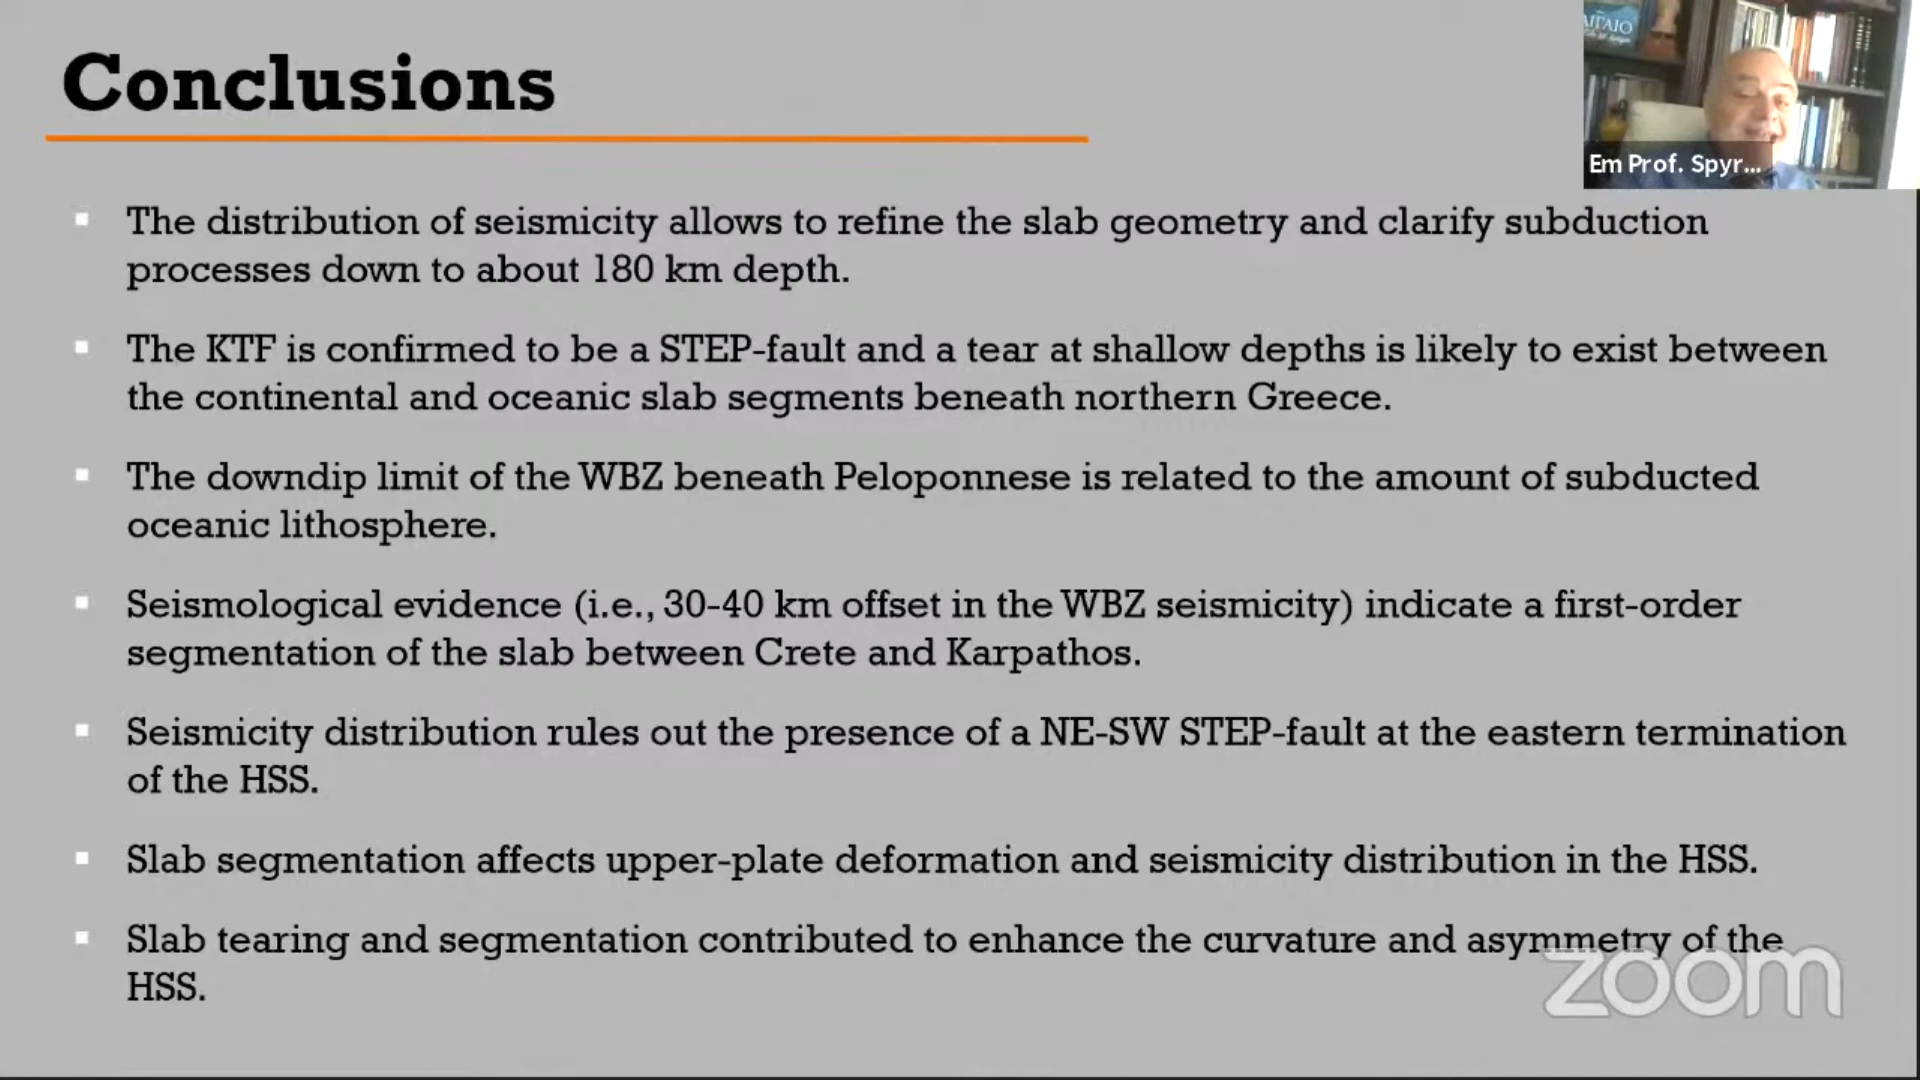 Conclusions
ΑΙΓΑΙΟ
Em Prof. Spyr...
▪ The distribution of seismicity allows to refine the slab geometry and clarify subduction
processes down to about 180 km depth.
▪ The KTF is confirmed to be a STEP-fault and a tear at shallow depths is likely to exist between
the continental and oceanic slab segments beneath northern Greece.
▪ The downdip limit of the WBZ beneath Peloponnese is related to the amount of subducted
oceanic lithosphere.
▪ Seismological evidence (i.e., 30-40 km offset in the WBZ seismicity) indicate a first-order
segmentation of the slab between Crete and Karpathos.
▪ Seismicity distribution rules out the presence of a NE-SW STEP-fault at the eastern termination
of the HSS.
▪ Slab segmentation affects upper-plate deformation and seismicity distribution in the HSS.
▪ Slab tearing and segmentation contributed to enhance the curvature and asymmetry of the
HSS.
zoom